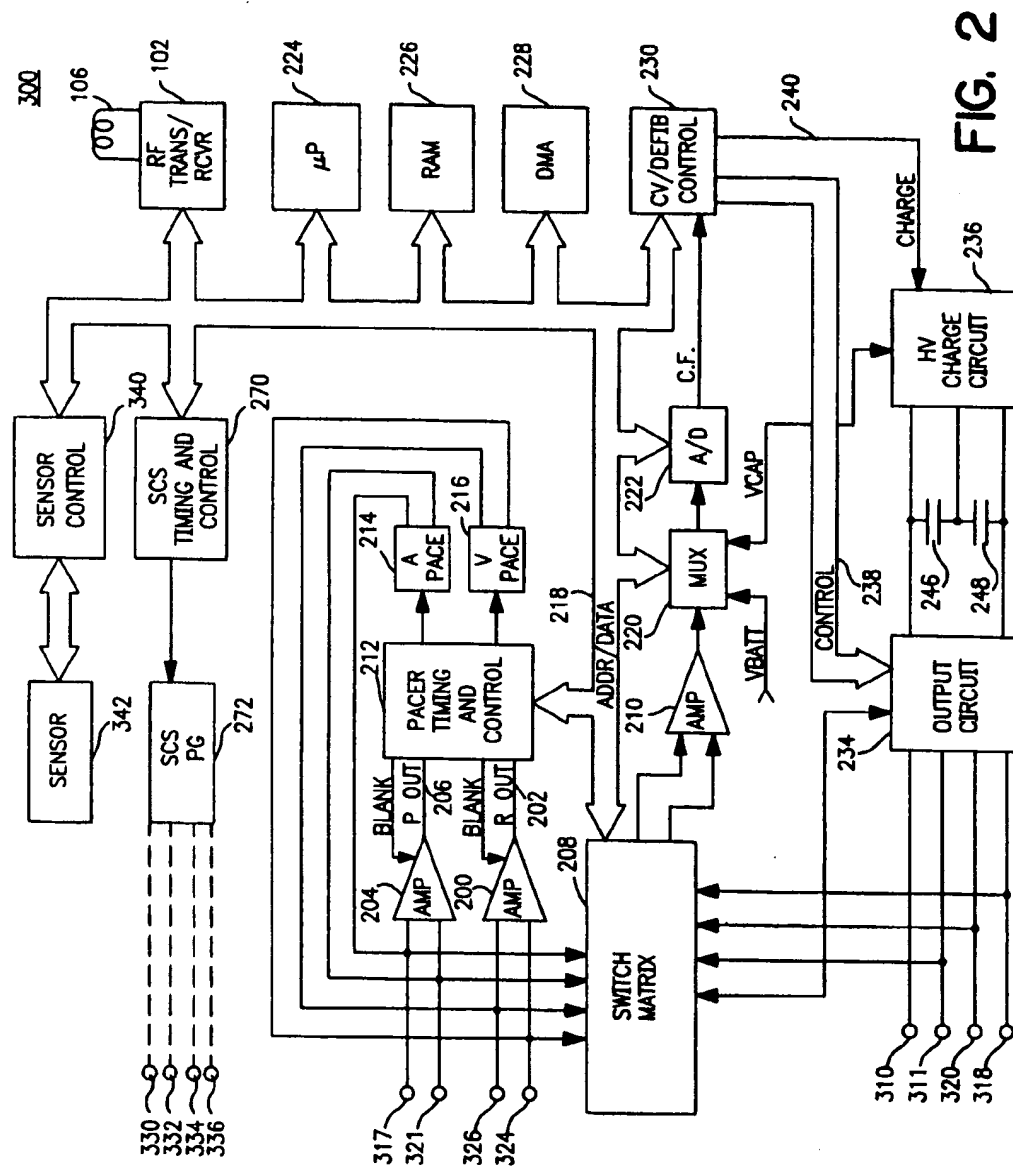 300
106
102
RF
TRANS/
RCVR
224
µP
226
RAM
228
DMA
230
CV/DEFIB
CONTROL
240
FIG. 2
340
SENSOR
CONTROL
270
SCS
TIMING AND
CONTROL
342
SENSOR
272
SCS
PG
330
332
334
336
214
A
PACE
216
V
PACE
212
PACER
TIMING
AND
CONTROL
BLANK
P OUT
206
BLANK
R OUT
202
204
AMP
200
AMP
317
321
326
324
218
ADDR/DATA
208
SWITCH
MATRIX
210
AMP
220
MUX
222
A/D
C.F.
VBATT
VCAP
CONTROL
238
CHARGE
236
HV
CHARGE
CIRCUIT
246
248
234
OUTPUT
CIRCUIT
310
311
320
318